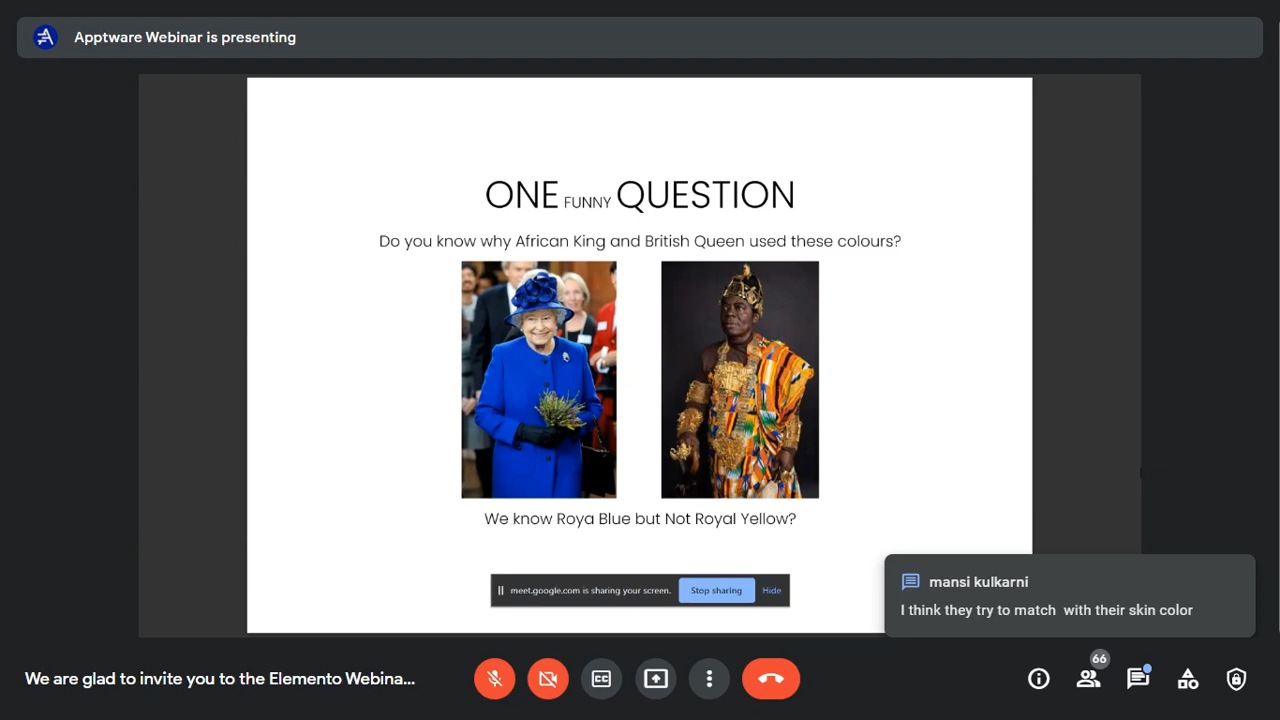 Apptware Webinar is presenting
ONE FUNNY QUESTION
Do you know why African King and British Queen used these colours?
We know Roya Blue but Not Royal Yellow?
meet.google.com is sharing your screen. Stop sharing Hide
mansi kulkarni
I think they try to match with their skin color
66
We are glad to invite you to the Elemento Webina...
CC